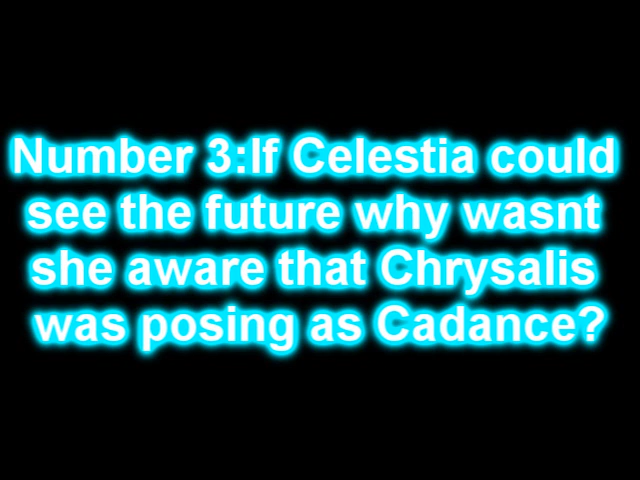 Number 3:If Celestia could
see the future why wasnt
she aware that Chrysalis
was posing as Cadance?